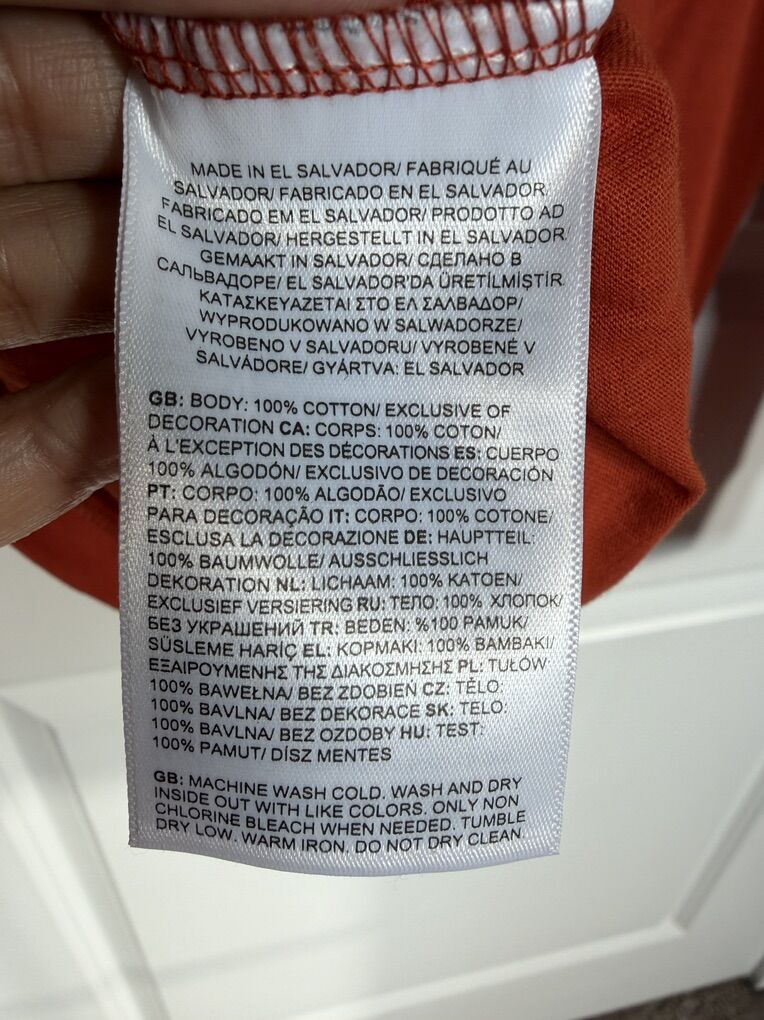 MADE IN EL SALVADOR/ FABRIQUÉ AU
SALVADOR/ FABRICADO EN EL SALVADOR
FABRICADO EM EL SALVADOR/ PRODOTTO AD
EL SALVADOR/ HERGESTELLT IN EL SALVADOR
GEMAAKT IN SALVADOR/ СДЕЛАНО В
САЛЬВАДОРЕ/ EL SALVADOR'DA ÜRETİLMİŞTİR
ΚΑΤΑΣΚΕΥΑΖΕΤΑΙ ΣΤΟ ΕΛ ΣΑΛΒΑΔΟΡ/
WYPRODUKOWANO W SALWADORZE/
VYROBENO V SALVADORU/ VYROBENÉ V
SALVÁDORE/ GYÁRTVA: EL SALVADOR
GB: BODY: 100% COTTON/ EXCLUSIVE OF
DECORATION CA: CORPS: 100% COTON/
À L'EXCEPTION DES DÉCORATIONS ES: CUERPO
100% ALGODÓN/ EXCLUSIVO DE DECORACIÓN
PT: CORPO: 100% ALGODÃO/ EXCLUSIVO
PARA DECORAÇÃO IT: CORPO: 100% COTONE/
ESCLUSA LA DECORAZIONE DE: HAUPTTEIL:
100% BAUMWOLLE/ AUSSCHLIESSLICH
DEKORATION NL: LICHAAM: 100% KATOEN/
EXCLUSIEF VERSIERING RU: ТЕЛО: 100% ХЛОПОК/
БЕЗ УКРАШЕНИЙ TR: BEDEN: %100 PAMUK/
SÜSLEME HARİÇ EL: ΚΟΡΜΑΚΙ: 100% ΒΑΜΒΑΚΙ/
ΕΞΑΙΡΟΥΜΕΝΗΣ ΤΗΣ ΔΙΑΚΟΣΜΗΣΗΣ PL: TUŁÓW
100% BAWEŁNA/ BEZ ZDOBIEŃ CZ: TĚLO:
100% BAVLNA/ BEZ DEKORACE SK: TELO:
100% BAVLNA/ BEZ OZDOBY HU: TEST:
100% PAMUT/ DÍSZ MENTES
GB: MACHINE WASH COLD. WASH AND DRY
INSIDE OUT WITH LIKE COLORS. ONLY NON
CHLORINE BLEACH WHEN NEEDED. TUMBLE
DRY LOW. WARM IRON. DO NOT DRY CLEAN.